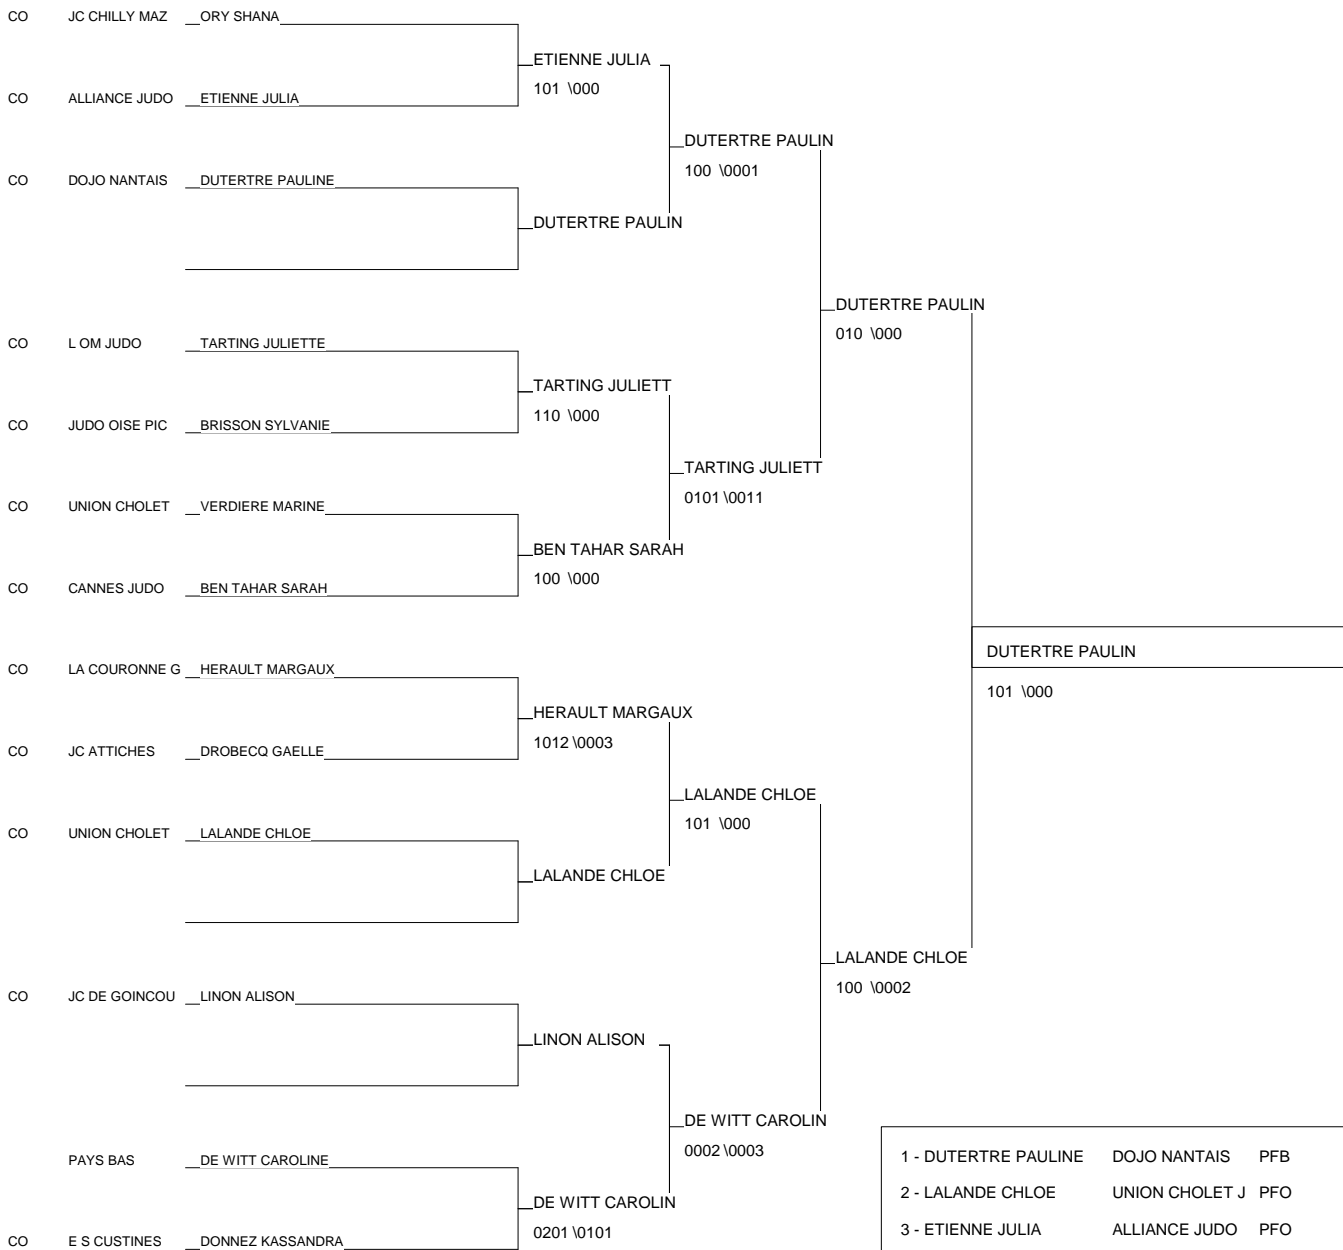 CO JC CHILLY MAZ ORY SHANA
ETIENNE JULIA
101 \000
CO ALLIANCE JUDO ETIENNE JULIA
DUTERTRE PAULIN
100 \0001
CO DOJO NANTAIS DUTERTRE PAULINE
DUTERTRE PAULIN
DUTERTRE PAULIN
010 \000
CO L OM JUDO TARTING JULIETTE
TARTING JULIETT
110 \000
CO JUDO OISE PIC BRISSON SYLVANIE
TARTING JULIETT
0101 \0011
CO UNION CHOLET VERDIERE MARINE
BEN TAHAR SARAH
100 \000
CO CANNES JUDO BEN TAHAR SARAH
DUTERTRE PAULIN
101 \000
CO LA COURONNE G HERAULT MARGAUX
HERAULT MARGAUX
1012 \0003
CO JC ATTICHES DROBECQ GAELLE
LALANDE CHLOE
101 \000
CO UNION CHOLET LALANDE CHLOE
LALANDE CHLOE
LALANDE CHLOE
100 \0002
CO JC DE GOINCOU LINON ALISON
LINON ALISON
DE WITT CAROLIN
0002 \0003
PAYS BAS DE WITT CAROLINE
DE WITT CAROLIN
0201 \0101
CO E S CUSTINES DONNEZ KASSANDRA
1 - DUTERTRE PAULINE DOJO NANTAIS PFB
2 - LALANDE CHLOE UNION CHOLET J PFO
3 - ETIENNE JULIA ALLIANCE JUDO PFO